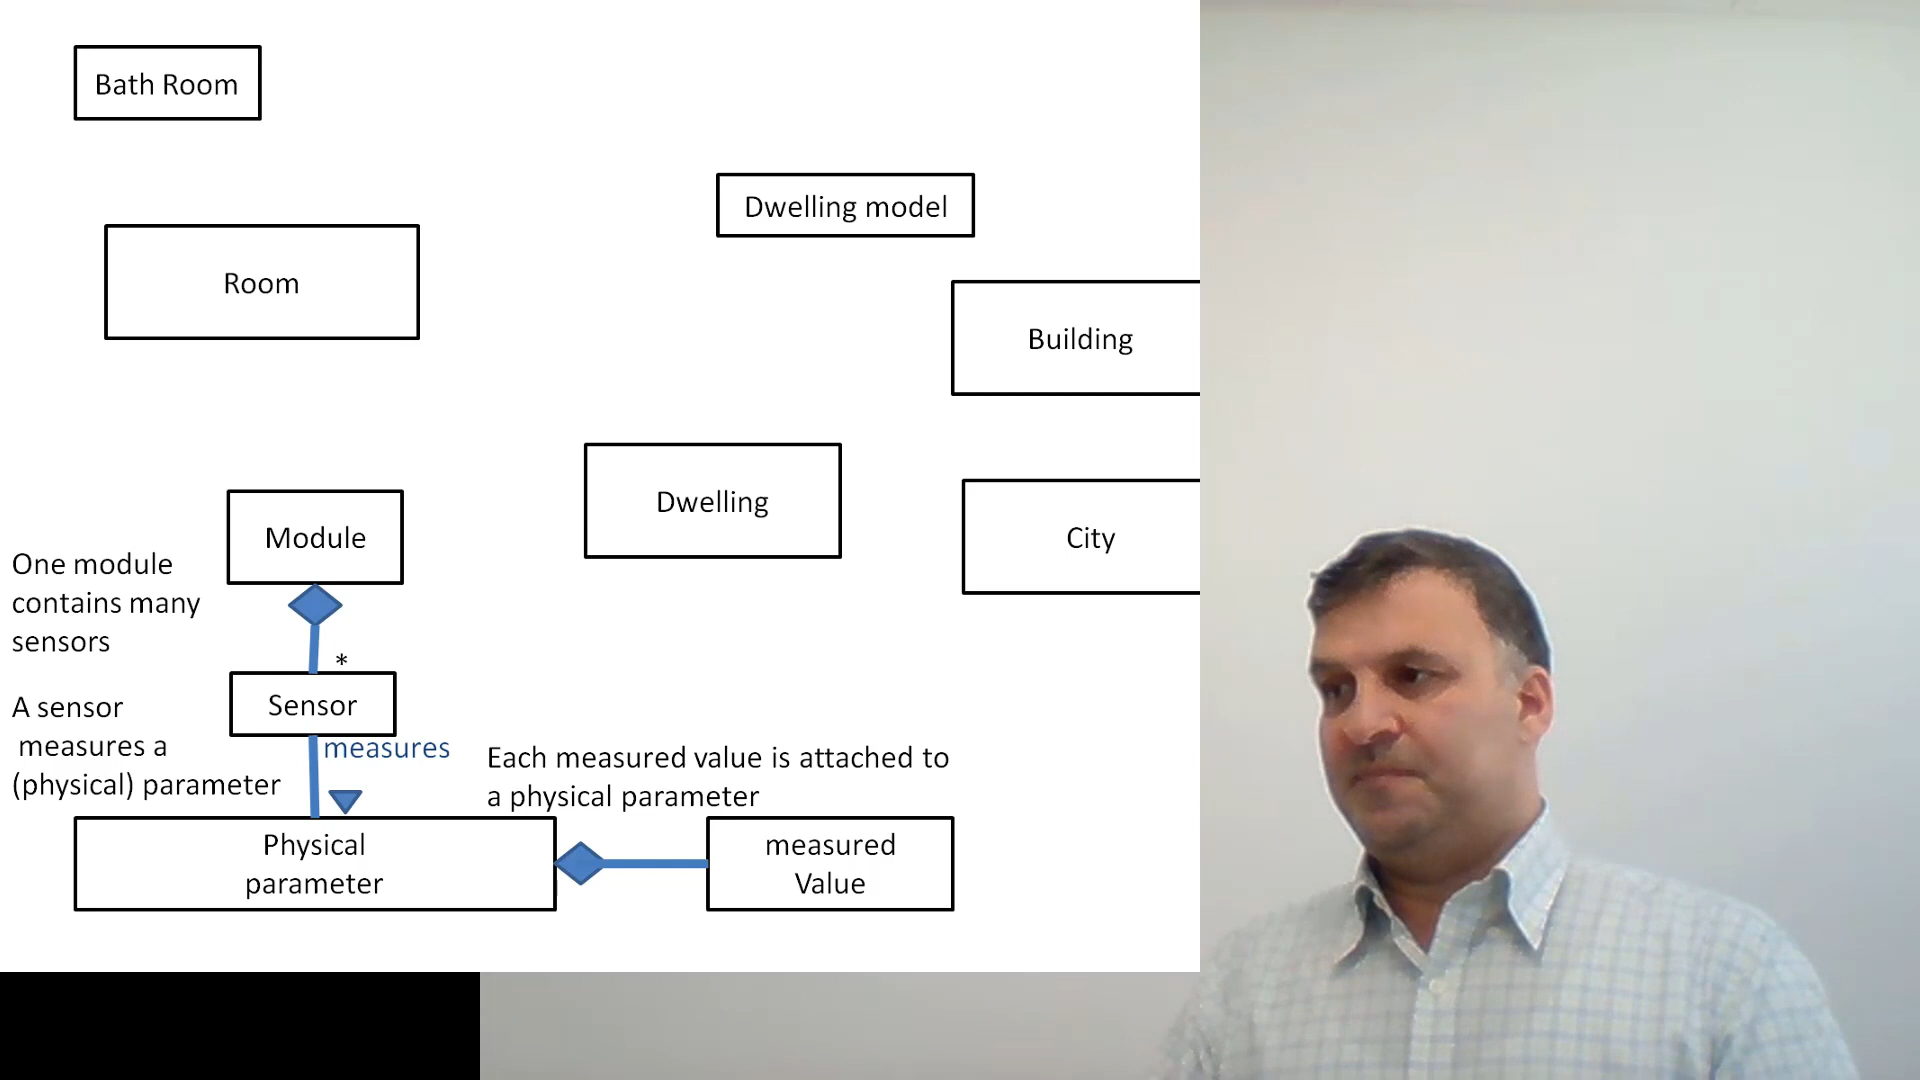 Bath Room
Dwelling model
Room
Building
Dwelling
Module
City
One module
contains many
sensors
*
Sensor
A sensor
measures a
(physical) parameter
measures
Each measured value is attached to
a physical parameter
Physical
parameter
measured
Value